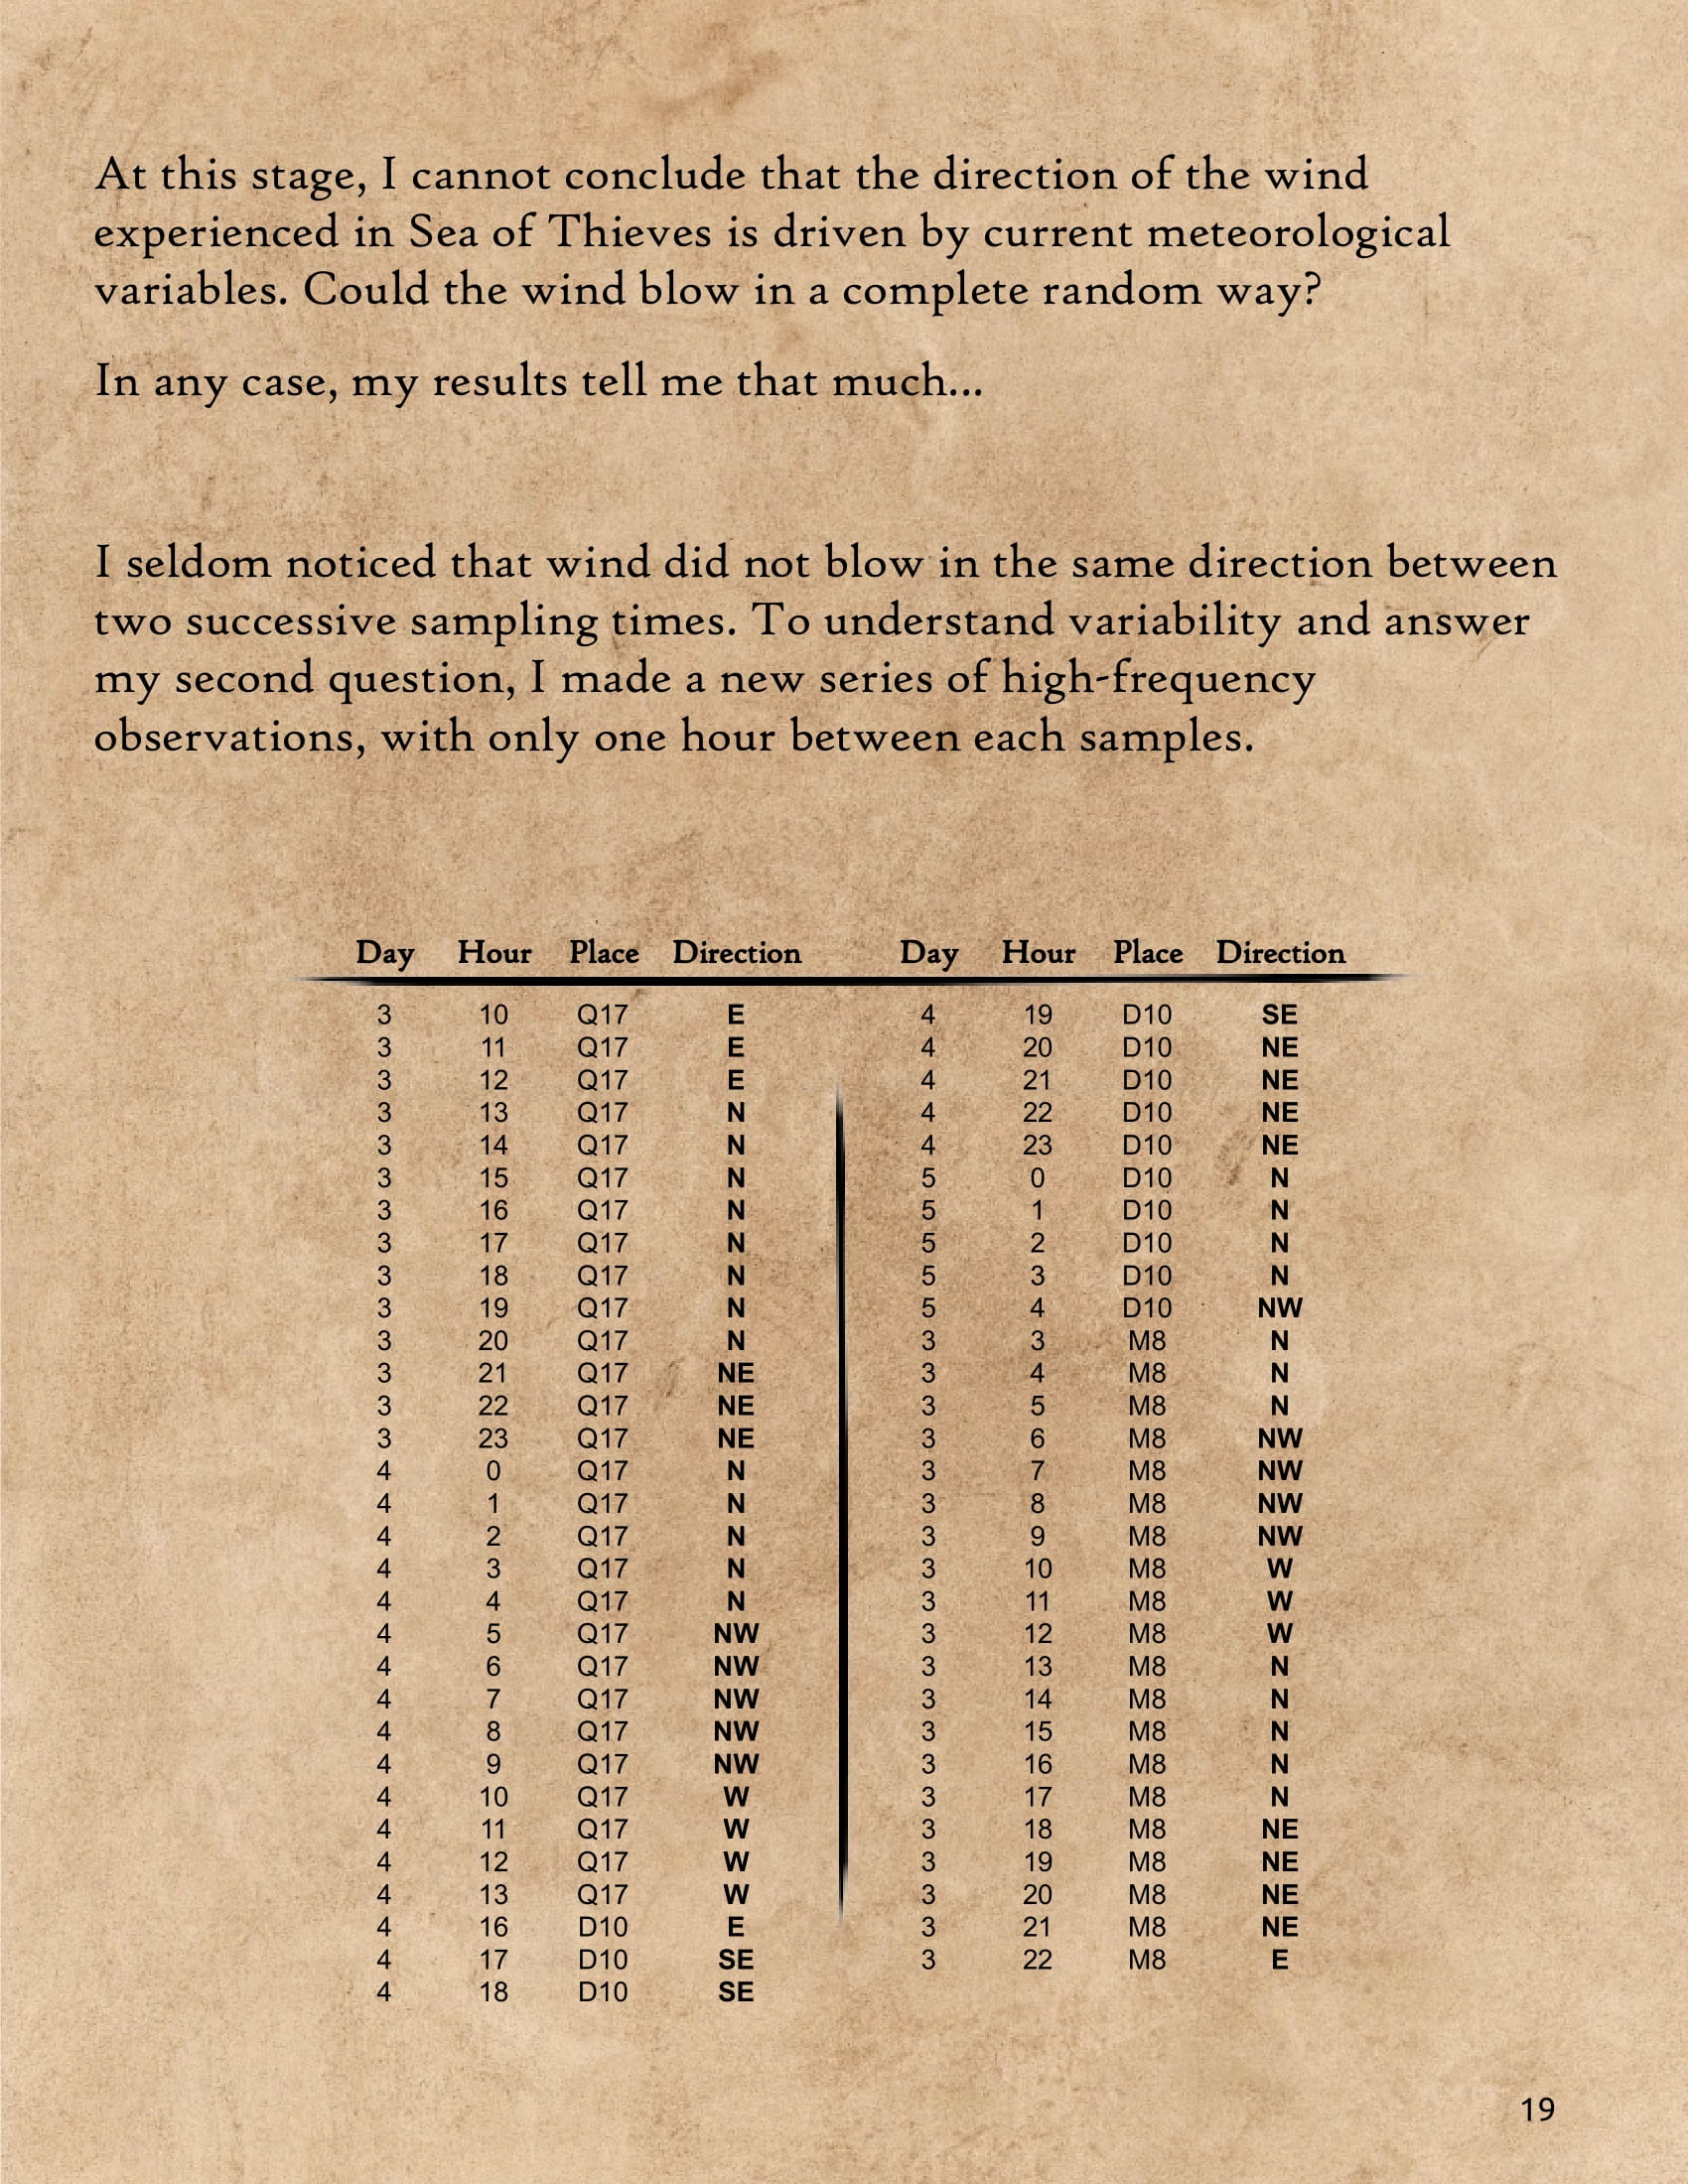 At this stage, I cannot conclude that the direction of the wind
experienced in Sea of Thieves is driven by current meteorological
variables. Could the wind blow in a complete random way?
In any case, my results tell me that much...
I seldom noticed that wind did not blow in the same direction between
two successive sampling times. To understand variability and answer
my second question, I made a new series of high-frequency
observations, with only one hour between each samples.
Day Hour Place Direction Day Hour Place Direction
3 10 Q17 E 4 19 D10 SE
3 11 Q17 E 4 20 D10 NE
3 12 Q17 E 4 21 D10 NE
3 13 Q17 N 4 22 D10 NE
3 14 Q17 N 4 23 D10 NE
3 15 Q17 N 5 0 D10 N
3 16 Q17 N 5 1 D10 N
3 17 Q17 N 5 2 D10 N
3 18 Q17 N 5 3 D10 N
3 19 Q17 N 5 4 D10 NW
3 20 Q17 N 3 3 M8 N
3 21 Q17 NE 3 4 M8 N
3 22 Q17 NE 3 5 M8 N
3 23 Q17 NE 3 6 M8 NW
4 0 Q17 N 3 7 M8 NW
4 1 Q17 N 3 8 M8 NW
4 2 Q17 N 3 9 M8 NW
4 3 Q17 N 3 10 M8 W
4 4 Q17 N 3 11 M8 W
4 5 Q17 NW 3 12 M8 W
4 6 Q17 NW 3 13 M8 N
4 7 Q17 NW 3 14 M8 N
4 8 Q17 NW 3 15 M8 N
4 9 Q17 NW 3 16 M8 N
4 10 Q17 W 3 17 M8 N
4 11 Q17 W 3 18 M8 NE
4 12 Q17 W 3 19 M8 NE
4 13 Q17 W 3 20 M8 NE
4 16 D10 E 3 21 M8 NE
4 17 D10 SE 3 22 M8 E
4 18 D10 SE
19